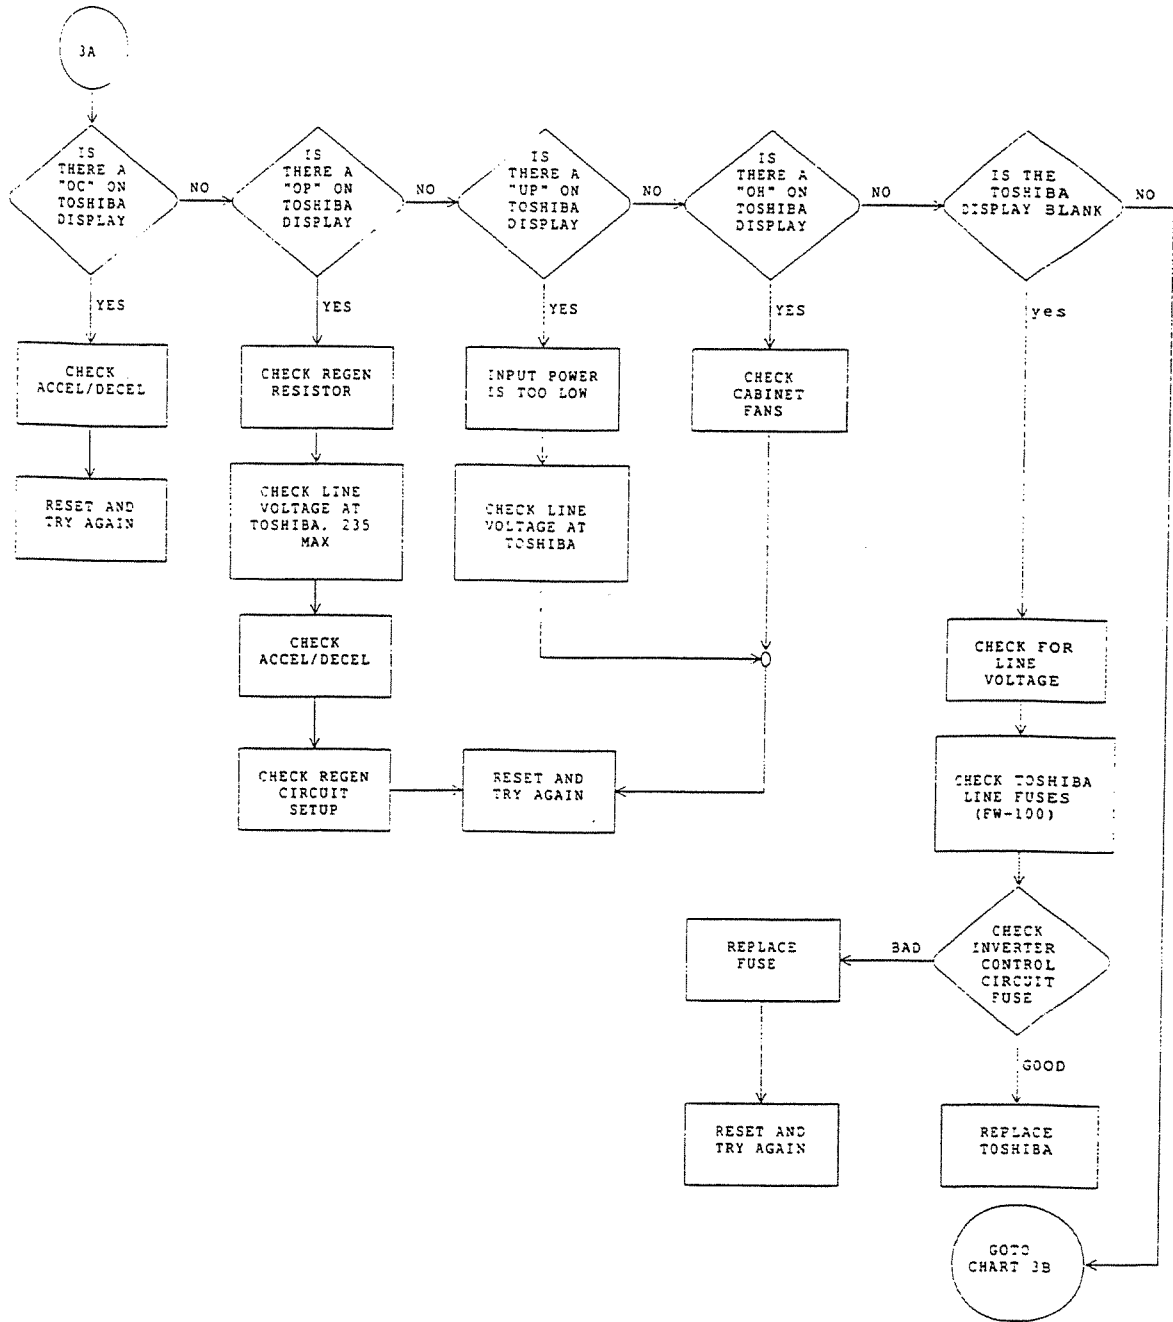 3A
IS
THERE A
"OC" ON
TOSHIBA
DISPLAY
NO
IS
THERE A
"OP" ON
TOSHIBA
DISPLAY
NO
IS
THERE A
"UP" ON
TOSHIBA
DISPLAY
NO
IS
THERE A
"OH" ON
TOSHIBA
DISPLAY
NO
IS THE
TOSHIBA
DISPLAY BLANK
NO
YES
YES
YES
YES
yes
CHECK
ACCEL/DECEL
CHECK REGEN
RESISTOR
INPUT POWER
IS TOO LOW
CHECK
CABINET
FANS
RESET AND
TRY AGAIN
CHECK LINE
VOLTAGE AT
TOSHIBA. 235
MAX
CHECK LINE
VOLTAGE AT
TOSHIBA
CHECK
ACCEL/DECEL
CHECK FOR
LINE
VOLTAGE
CHECK REGEN
CIRCUIT
SETUP
RESET AND
TRY AGAIN
CHECK TOSHIBA
LINE FUSES
(FW-100)
REPLACE
FUSE
BAD
CHECK
INVERTER
CONTROL
CIRCUIT
FUSE
GOOD
RESET AND
TRY AGAIN
REPLACE
TOSHIBA
GOTO
CHART 3B